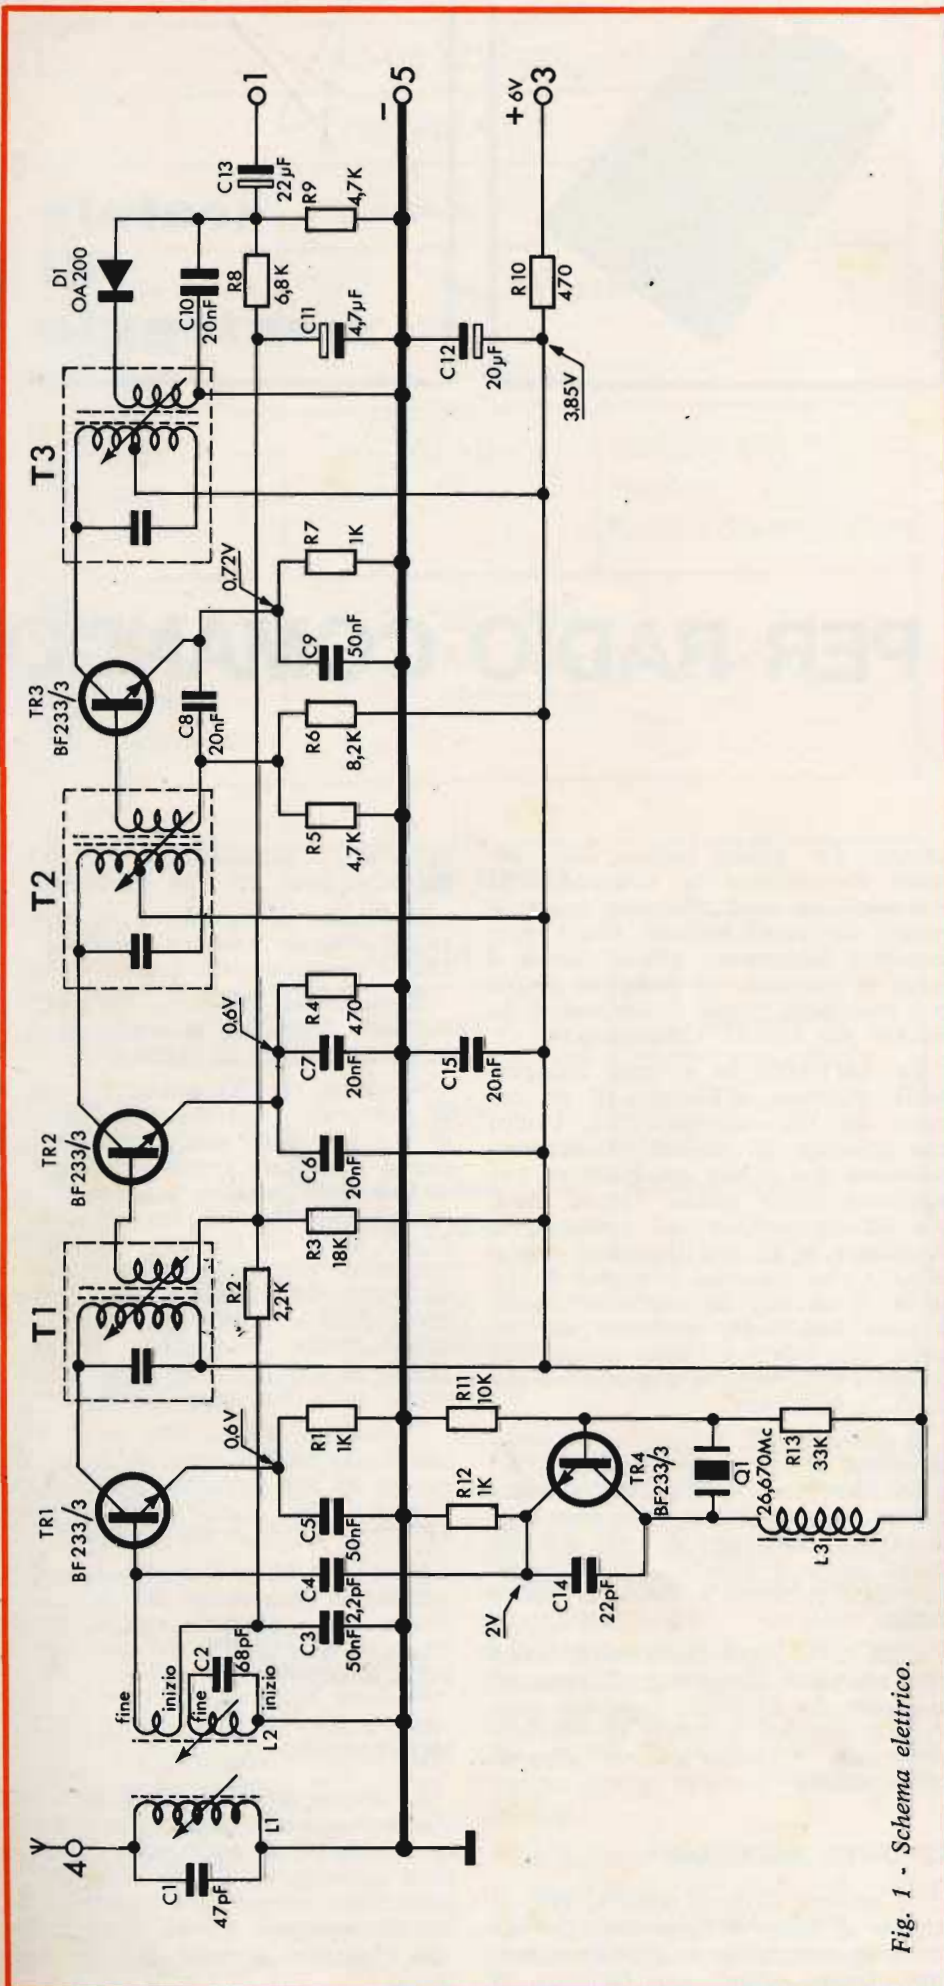 4
C1
47pF
L1
fine
inizio
fine
inizio
L2
C2
68pF
C3
50nF
C4
2,2pF
C5
50nF
TR1
BF233/3
0,6V
R1
1K
T1
R2
2,2K
R3
18K
TR2
BF233/3
C6
20nF
C7
20nF
0,6V
R4
470
C15
20nF
T2
R5
4,7K
R6
8,2K
C8
20nF
TR3
BF233/3
C9
50nF
0,72V
R7
1K
T3
D1
OA200
C10
20nF
R8
6,8K
C11
4,7µF
C12
20µF
3,85V
R9
4,7K
C13
22µF
R10
470
1
-
5
+6V
3
2V
C14
22pF
R12
1K
R11
10K
TR4
BF233/3
Q1
26,670Mc
R13
33K
L3
Fig. 1 - Schema elettrico.
PER RADIO COMAN